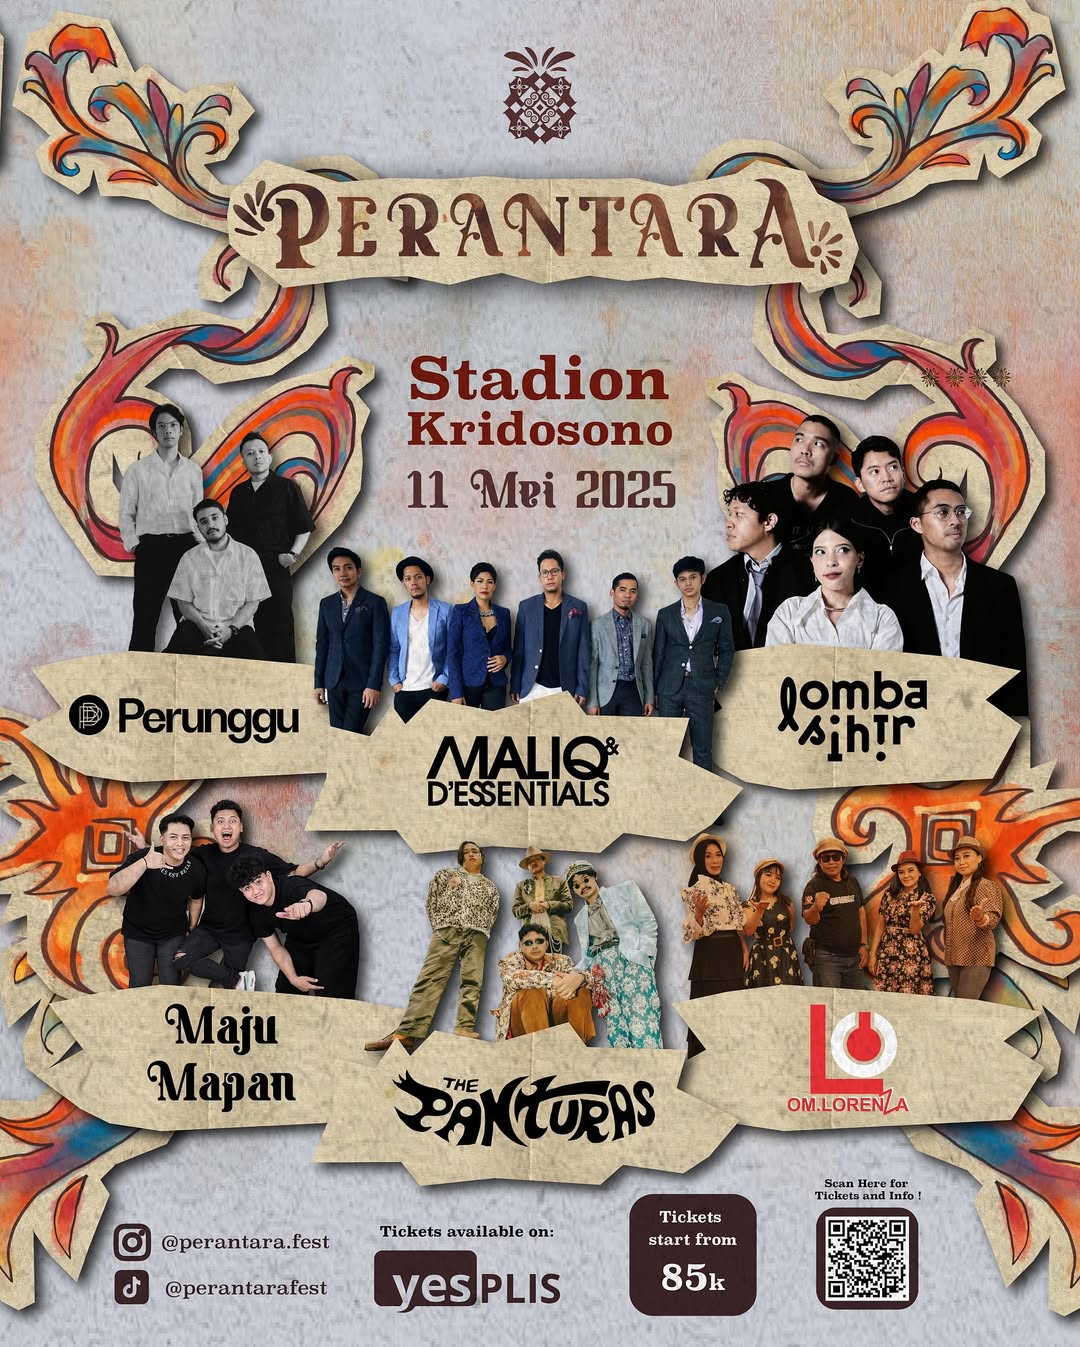 PERANTARA
Stadion
Kridosono
11 Mei 2025
Perunggu
MALIQ &
D'ESSENTIALS
lomba
sihir
Maju
Mapan
THE
PANTURAS
LO
OM.LORENZA
Scan Here for
Tickets and Info !
Tickets available on:
yesPLIS
Tickets
start from
85k
@perantara.fest
@perantarafest